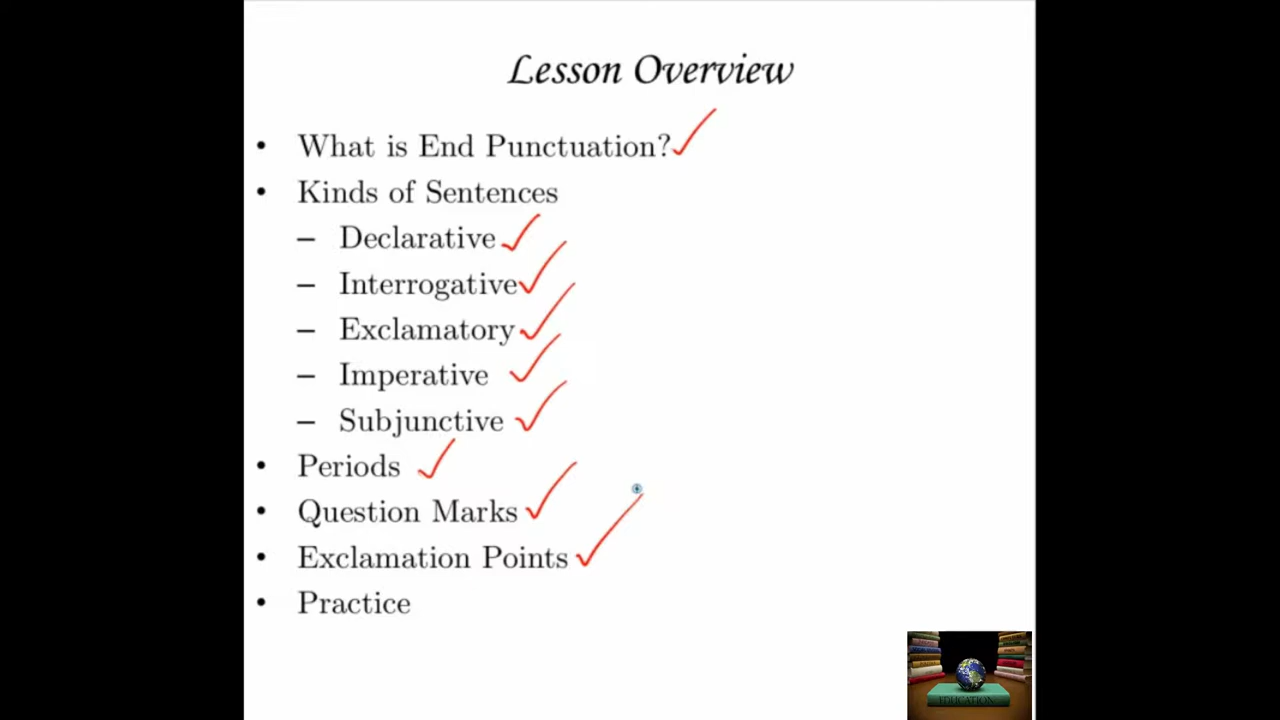 Lesson Overview
• What is End Punctuation?
• Kinds of Sentences
– Declarative
– Interrogative
– Exclamatory
– Imperative
– Subjunctive
• Periods
• Question Marks
• Exclamation Points
• Practice
EDUCATION